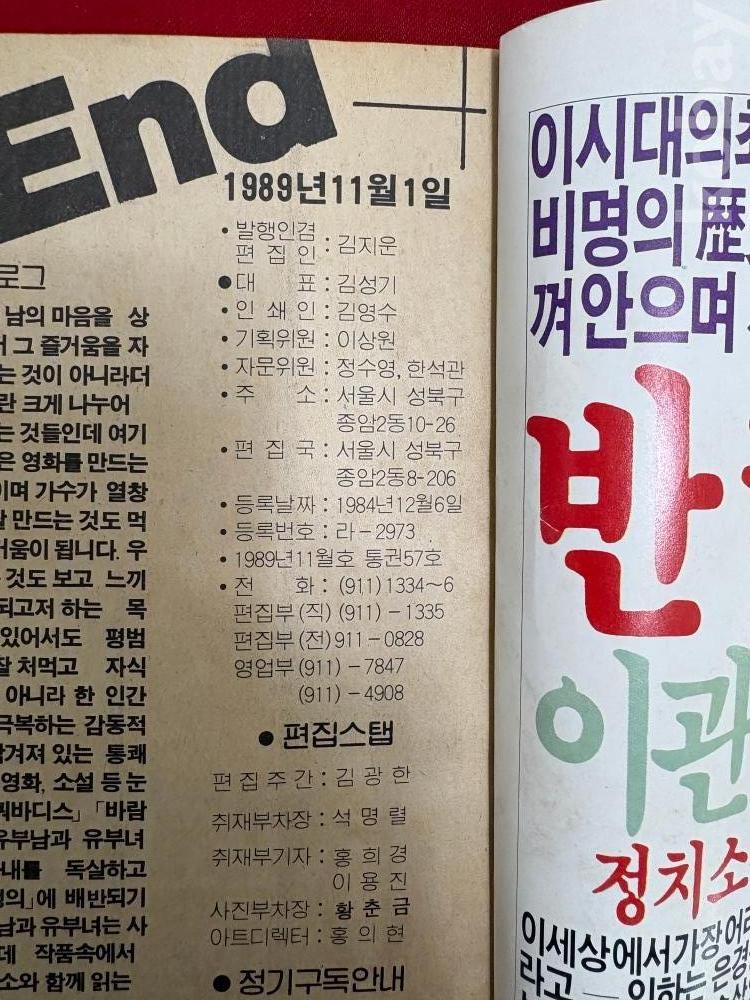 End
1989년11월1일
• 발행인겸
편 집 인 : 김지운
● 대 표 : 김성기
• 인 쇄 인 : 김영수
• 기획위원 : 이상원
• 자문위원 : 정수영, 한석관
• 주 소 : 서울시 성북구
종암2동10-26
• 편 집 국 : 서울시 성북구
종암2동8-206
• 등록날짜 : 1984년12월6일
• 등록번호 : 라-2973
• 1989년11월호 통권57호
• 전 화 : (911)1334～6
편집부(직) (911) -1335
편집부(전)911-0828
영업부(911) -7847
(911) -4908
● 편집스탭
편 집 주 간 : 김 광 한
취재부차장 : 석 명 렬
취재부기자 : 홍 희 경
이 용 진
사진부차장 : 황 춘 금
아트디렉터 : 홍 의 현
● 정기구독안내
로그
남의 마음을 상
그 즐거움을 자
는 것이 아니라더
란 크게 나누어
는 것들인데 여기
은 영화를 만드는
이며 가수가 열창
만드는 것도 먹
거움이 됩니다. 우
것도 보고 느끼
되고저 하는 목
있어서도 평범
잘 처먹고 자식
아니라 한 인간
극복하는 감동적
담겨져 있는 통쾌
영화, 소설 등 눈
쿼바디스」 「바람
유부남과 유부녀
아내를 독살하고
정의」에 배반되기
남과 유부녀는 사
데 작품속에서
소와 함께 읽는
이시대의
비명의 歷
껴안으며
반
이관
정치소
이세상에서가장어
라고